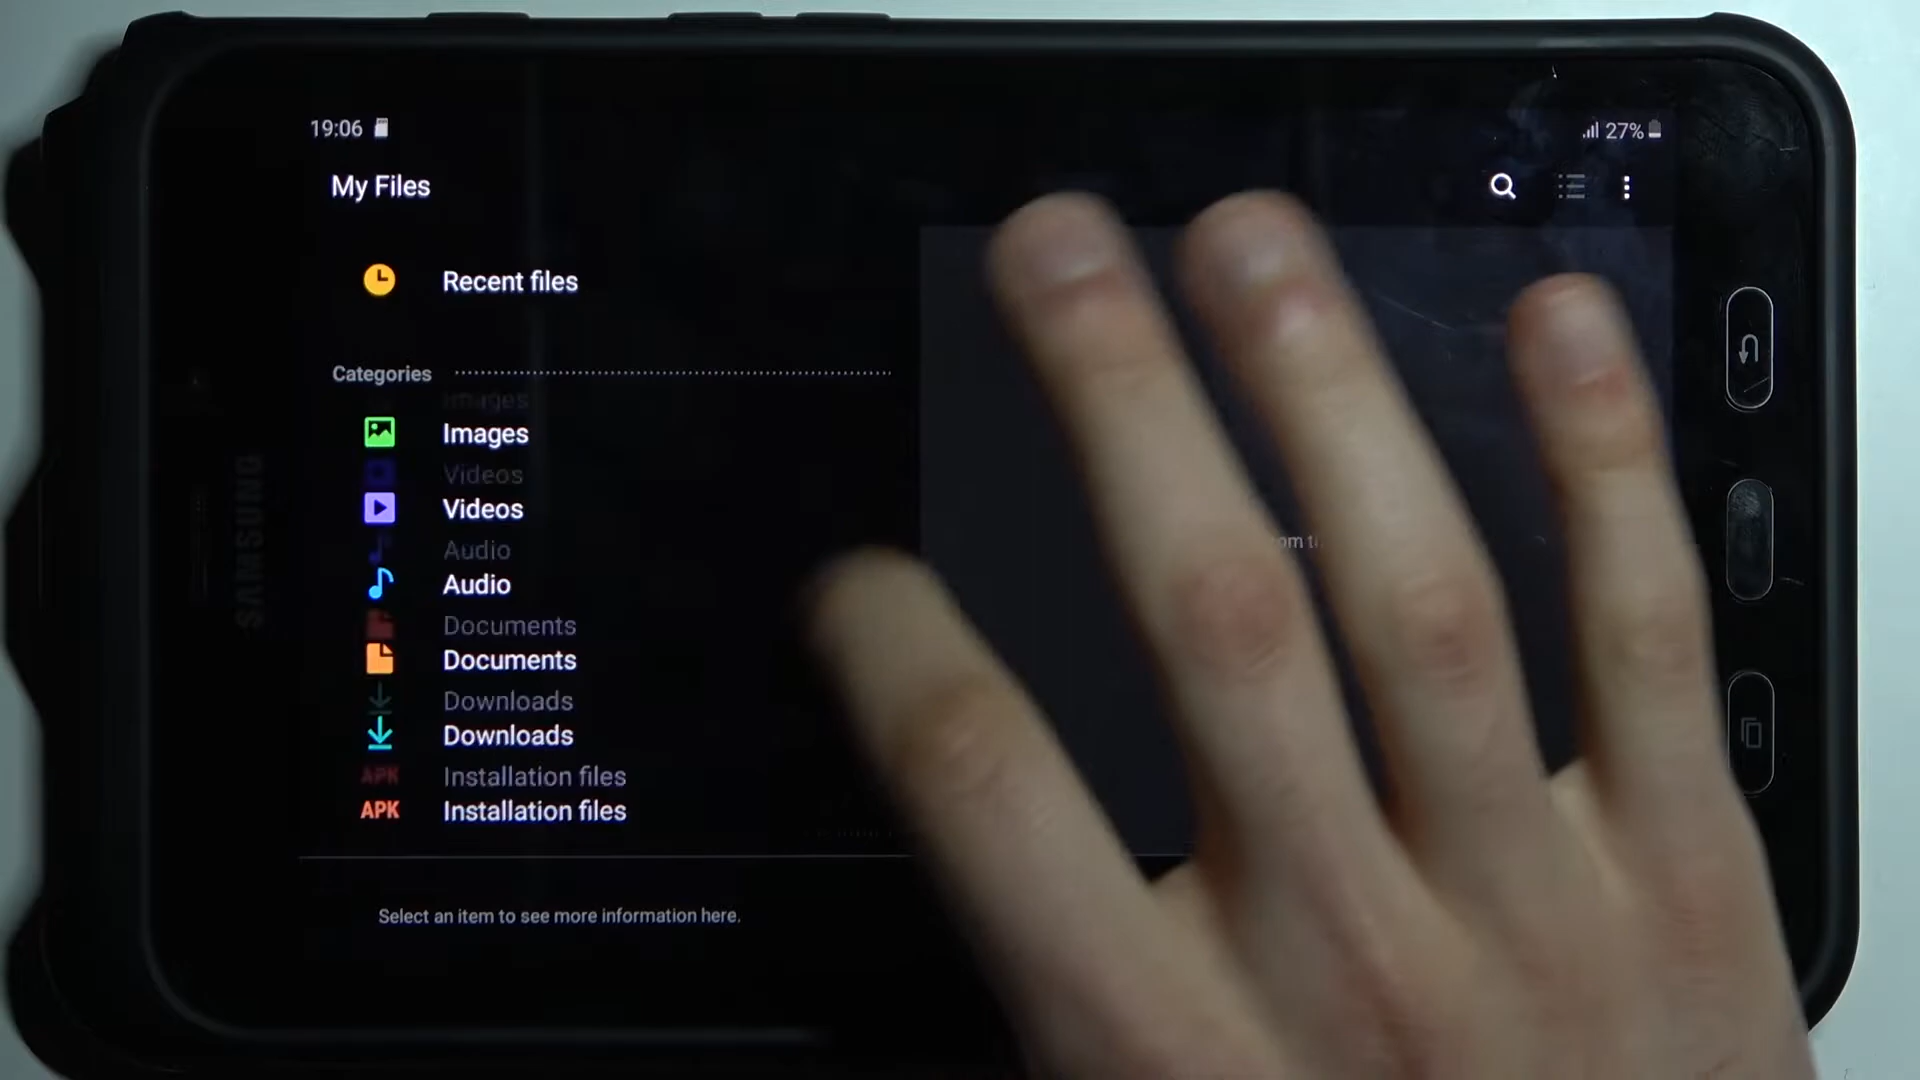 19:06
27%
My Files
Recent files
Categories
Images
Images
Videos
Videos
Audio
Audio
Documents
Documents
Downloads
Downloads
APK Installation files
APK Installation files
Select an item to see more information here.
SAMSUNG